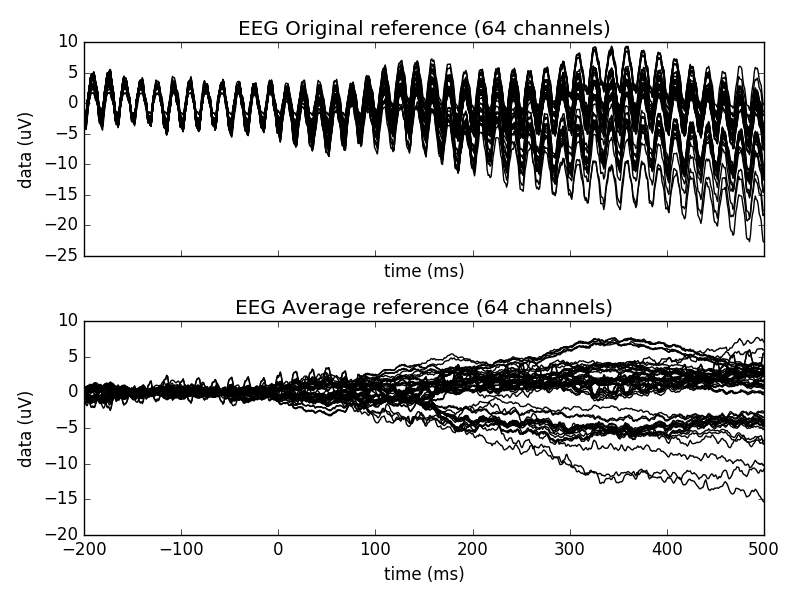 EEG Original reference (64 channels)
10
5
0
−5
−10
−15
−20
−25
data (uV)
time (ms)
EEG Average reference (64 channels)
10
5
0
−5
−10
−15
−20
data (uV)
−200 −100 0 100 200 300 400 500
time (ms)